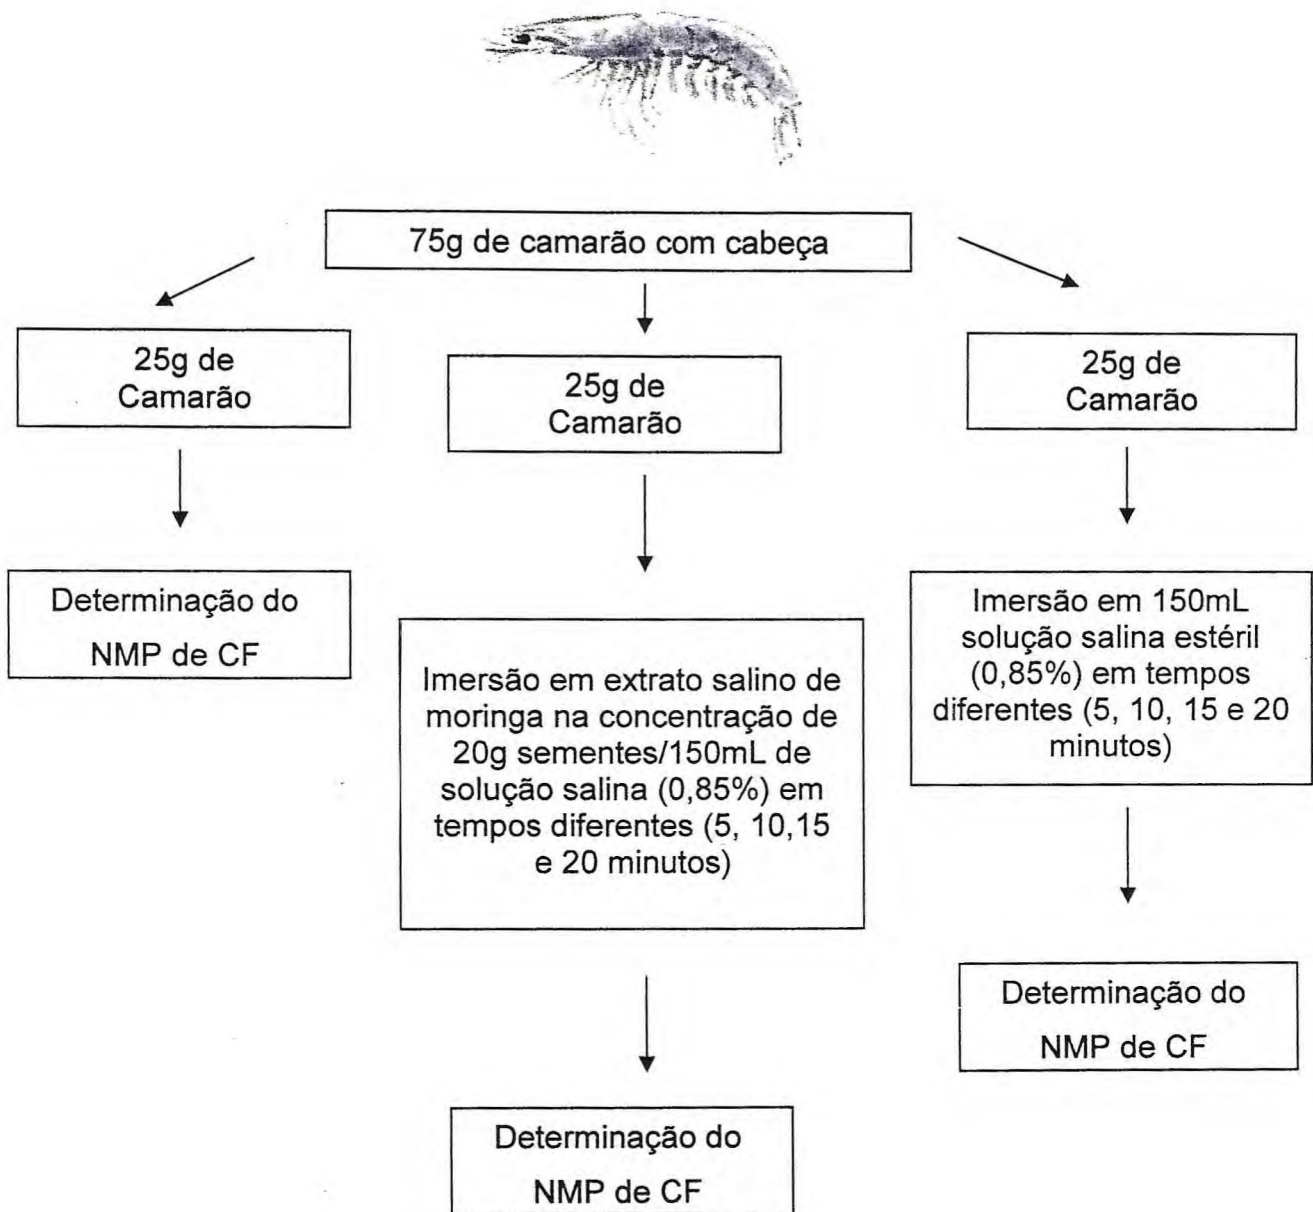 75g de camarão com cabeça
25g de
Camarão
25g de
Camarão
25g de
Camarão
Determinação do
NMP de CF
Imersão em extrato salino de
moringa na concentração de
20g sementes/150mL de
solução salina (0,85%) em
tempos diferentes (5, 10,15
e 20 minutos)
Imersão em 150mL
solução salina estéril
(0,85%) em tempos
diferentes (5, 10, 15 e 20
minutos)
Determinação do
NMP de CF
Determinação do
NMP de CF